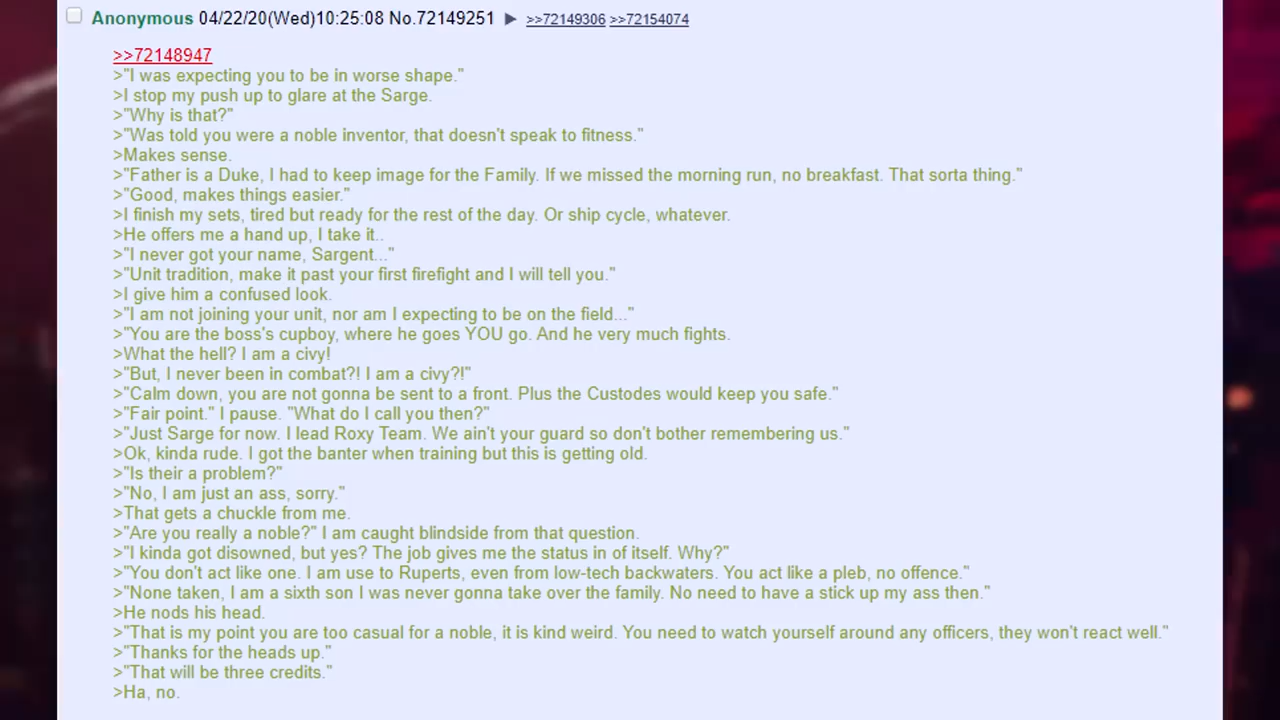 Anonymous 04/22/20(Wed)10:25:08 No.72149251 ▶ >>72149306 >>72154074
>>72148947
>"I was expecting you to be in worse shape."
>I stop my push up to glare at the Sarge.
>"Why is that?"
>"Was told you were a noble inventor, that doesn't speak to fitness."
>Makes sense.
>"Father is a Duke, I had to keep image for the Family. If we missed the morning run, no breakfast. That sorta thing."
>"Good, makes things easier."
>I finish my sets, tired but ready for the rest of the day. Or ship cycle, whatever.
>He offers me a hand up, I take it..
>"I never got your name, Sargent..."
>"Unit tradition, make it past your first firefight and I will tell you."
>I give him a confused look.
>"I am not joining your unit, nor am I expecting to be on the field..."
>"You are the boss's cupboy, where he goes YOU go. And he very much fights.
>What the hell? I am a civy!
>"But, I never been in combat?! I am a civy?!"
>"Calm down, you are not gonna be sent to a front. Plus the Custodes would keep you safe."
>"Fair point." I pause. "What do I call you then?"
>"Just Sarge for now. I lead Roxy Team. We ain't your guard so don't bother remembering us."
>Ok, kinda rude. I got the banter when training but this is getting old.
>"Is their a problem?"
>"No, I am just an ass, sorry."
>That gets a chuckle from me.
>"Are you really a noble?" I am caught blindside from that question.
>"I kinda got disowned, but yes? The job gives me the status in of itself. Why?"
>"You don't act like one. I am use to Ruperts, even from low-tech backwaters. You act like a pleb, no offence."
>"None taken, I am a sixth son I was never gonna take over the family. No need to have a stick up my ass then."
>He nods his head.
>"That is my point you are too casual for a noble, it is kind weird. You need to watch yourself around any officers, they won't react well."
>"Thanks for the heads up."
>"That will be three credits."
>Ha, no.